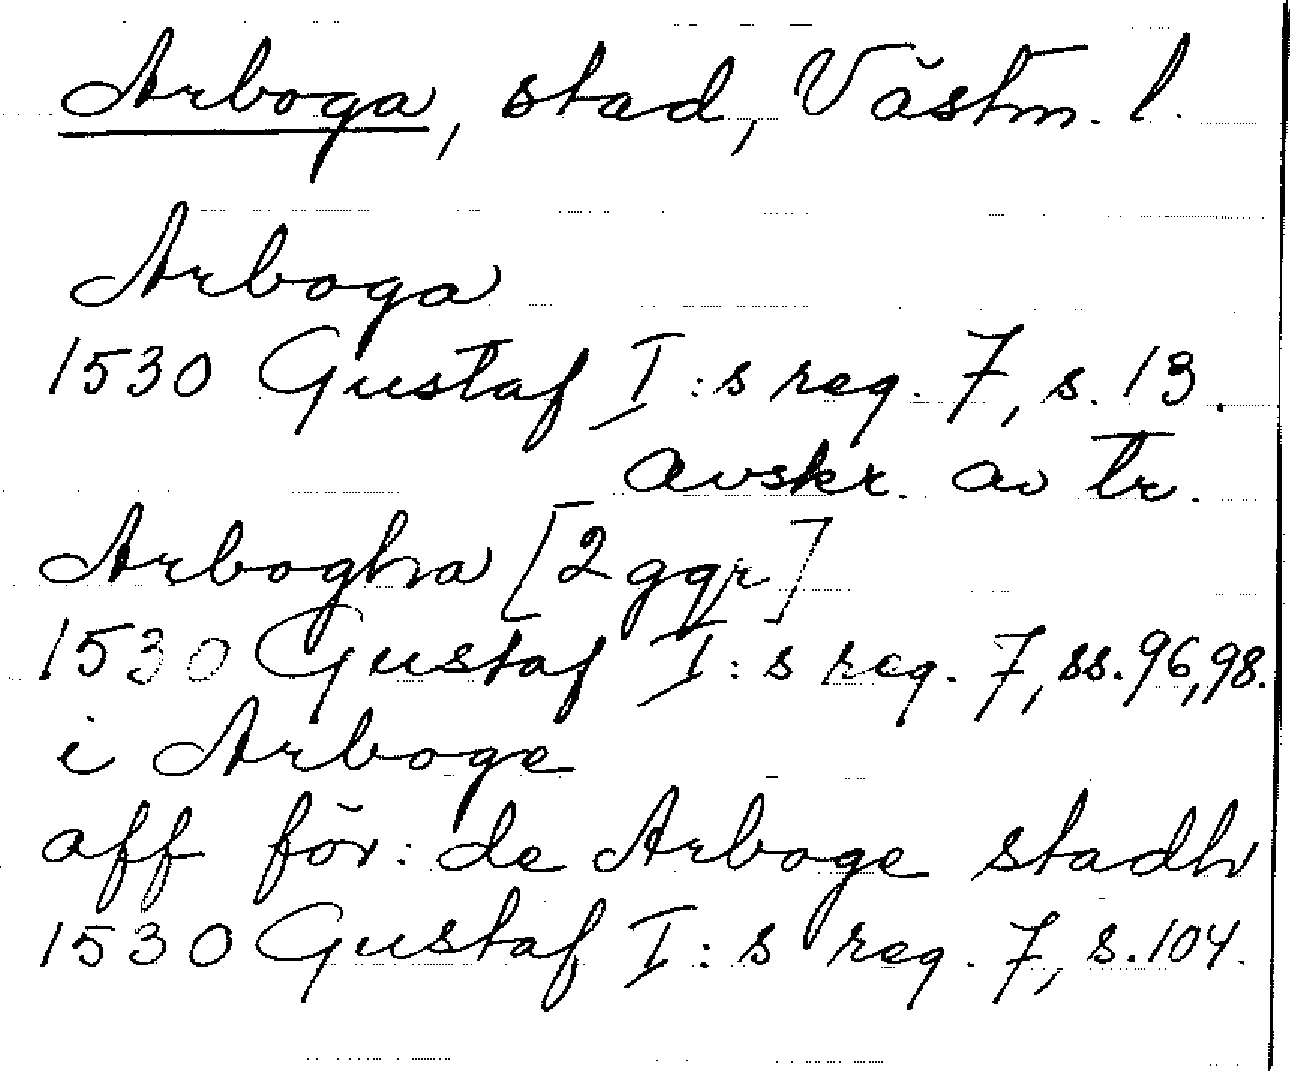 Arboga, stad, Västm. l.
Arboga
1530 Gustaf I:s reg. 7, s. 13.
avskr. av tr.
Arbogha [2 ggr]
1530 Gustaf I:s reg. 7, ss. 96, 98.
i Arboge
aff för:de Arboge stadh
1530 Gustaf I:s reg. 7, s. 104.